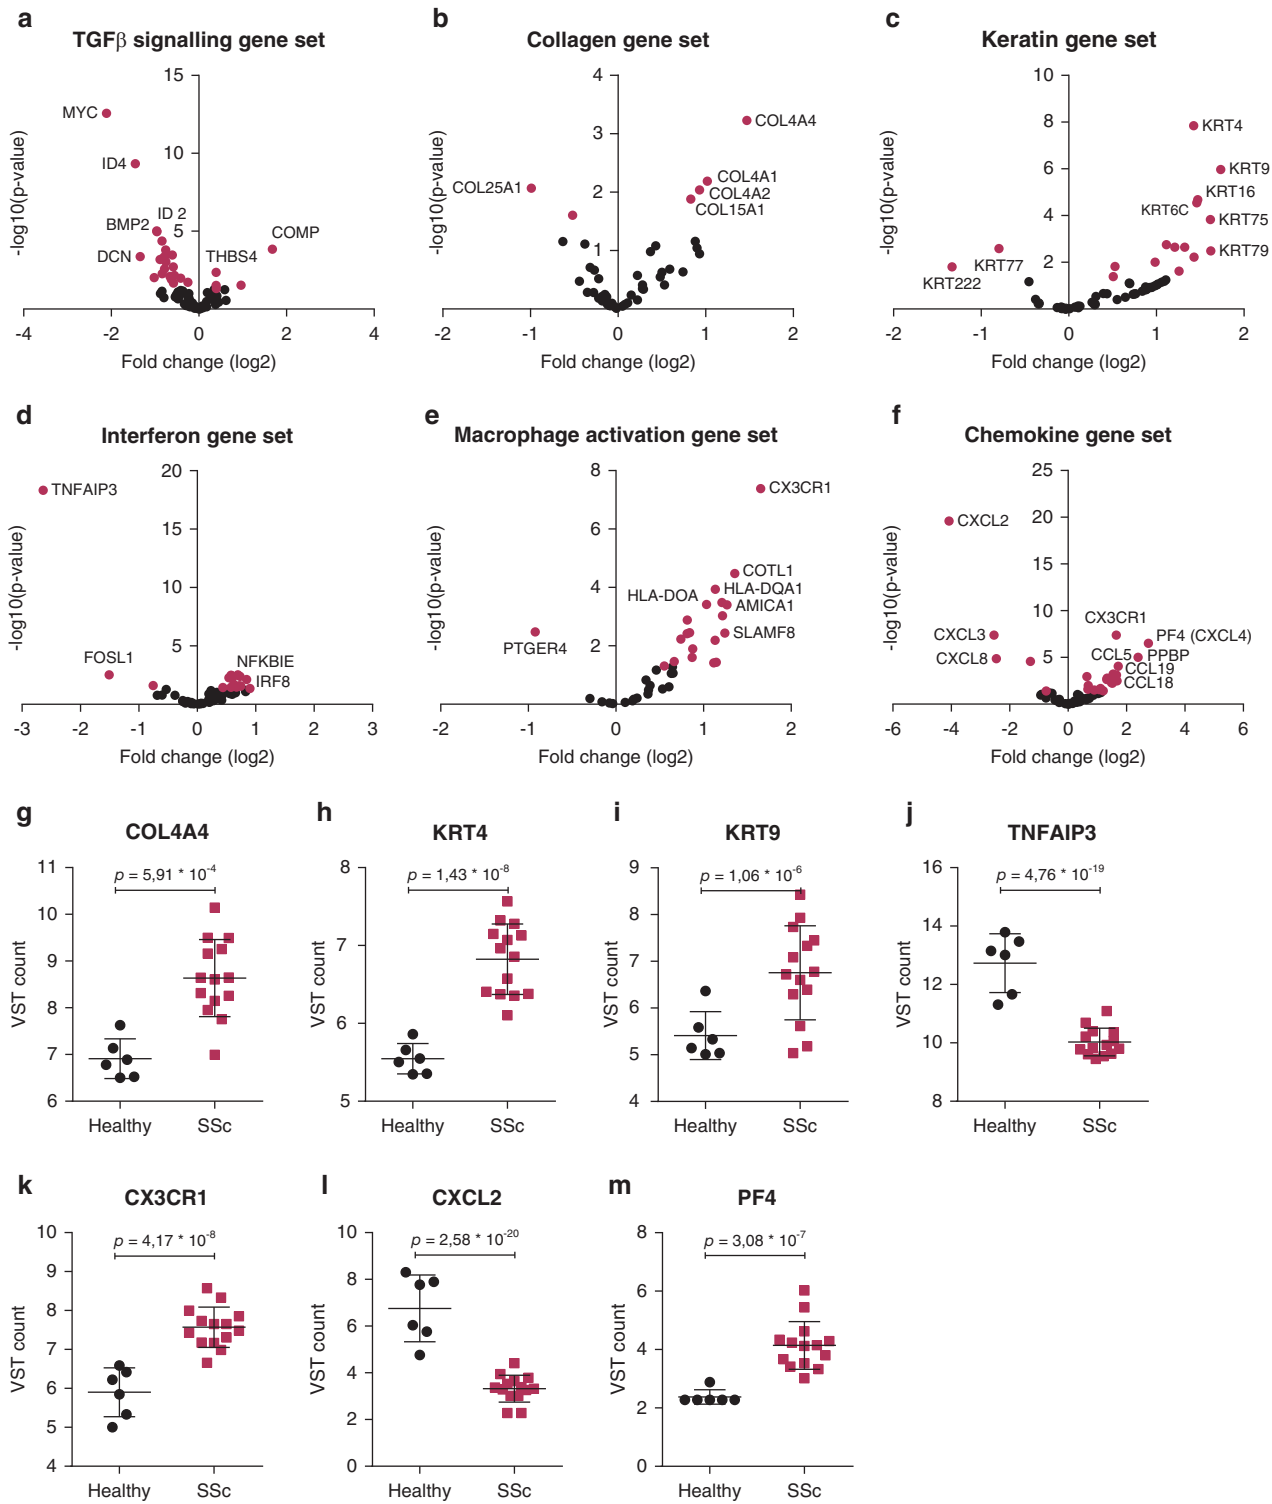 a
TGFβ signalling gene set
15
10
5
-log10(p-value)
MYC
ID4
ID 2
BMP2
DCN
THBS4
COMP
-4 -2 0 2 4
Fold change (log2)
b
Collagen gene set
4
3
2
1
-log10(p-value)
COL4A4
COL25A1
COL4A1
COL4A2
COL15A1
-2 -1 0 1 2
Fold change (log2)
c
Keratin gene set
10
8
6
4
2
-log10(p-value)
KRT4
KRT9
KRT16
KRT6C
KRT75
KRT79
KRT77
KRT222
-2 -1 0 1 2
Fold change (log2)
d
Interferon gene set
20
15
10
5
-log10(p-value)
TNFAIP3
FOSL1
NFKBIE
IRF8
-3 -2 -1 0 1 2 3
Fold change (log2)
e
Macrophage activation gene set
8
6
4
2
-log10(p-value)
CX3CR1
COTL1
HLA-DQA1
HLA-DOA
AMICA1
SLAMF8
PTGER4
-2 -1 0 1 2
Fold change (log2)
f
Chemokine gene set
25
20
15
10
5
-log10(p-value)
CXCL2
CX3CR1
CXCL3
PF4 (CXCL4)
CXCL8
CCL5
PPBP
CCL19
CCL18
-6 -4 -2 0 2 4 6
Fold change (log2)
g
COL4A4
p = 5,91 * 10-4
11
10
9
8
7
6
VST count
Healthy SSc
h
KRT4
p = 1,43 * 10-8
8
7
6
5
VST count
Healthy SSc
i
KRT9
p = 1,06 * 10-6
9
8
7
6
5
4
VST count
Healthy SSc
j
TNFAIP3
p = 4,76 * 10-19
16
14
12
10
8
VST count
Healthy SSc
k
CX3CR1
p = 4,17 * 10-8
10
9
8
7
6
5
4
VST count
Healthy SSc
l
CXCL2
p = 2,58 * 10-20
10
8
6
4
2
0
VST count
Healthy SSc
m
PF4
p = 3,08 * 10-7
8
6
4
2
0
VST count
Healthy SSc